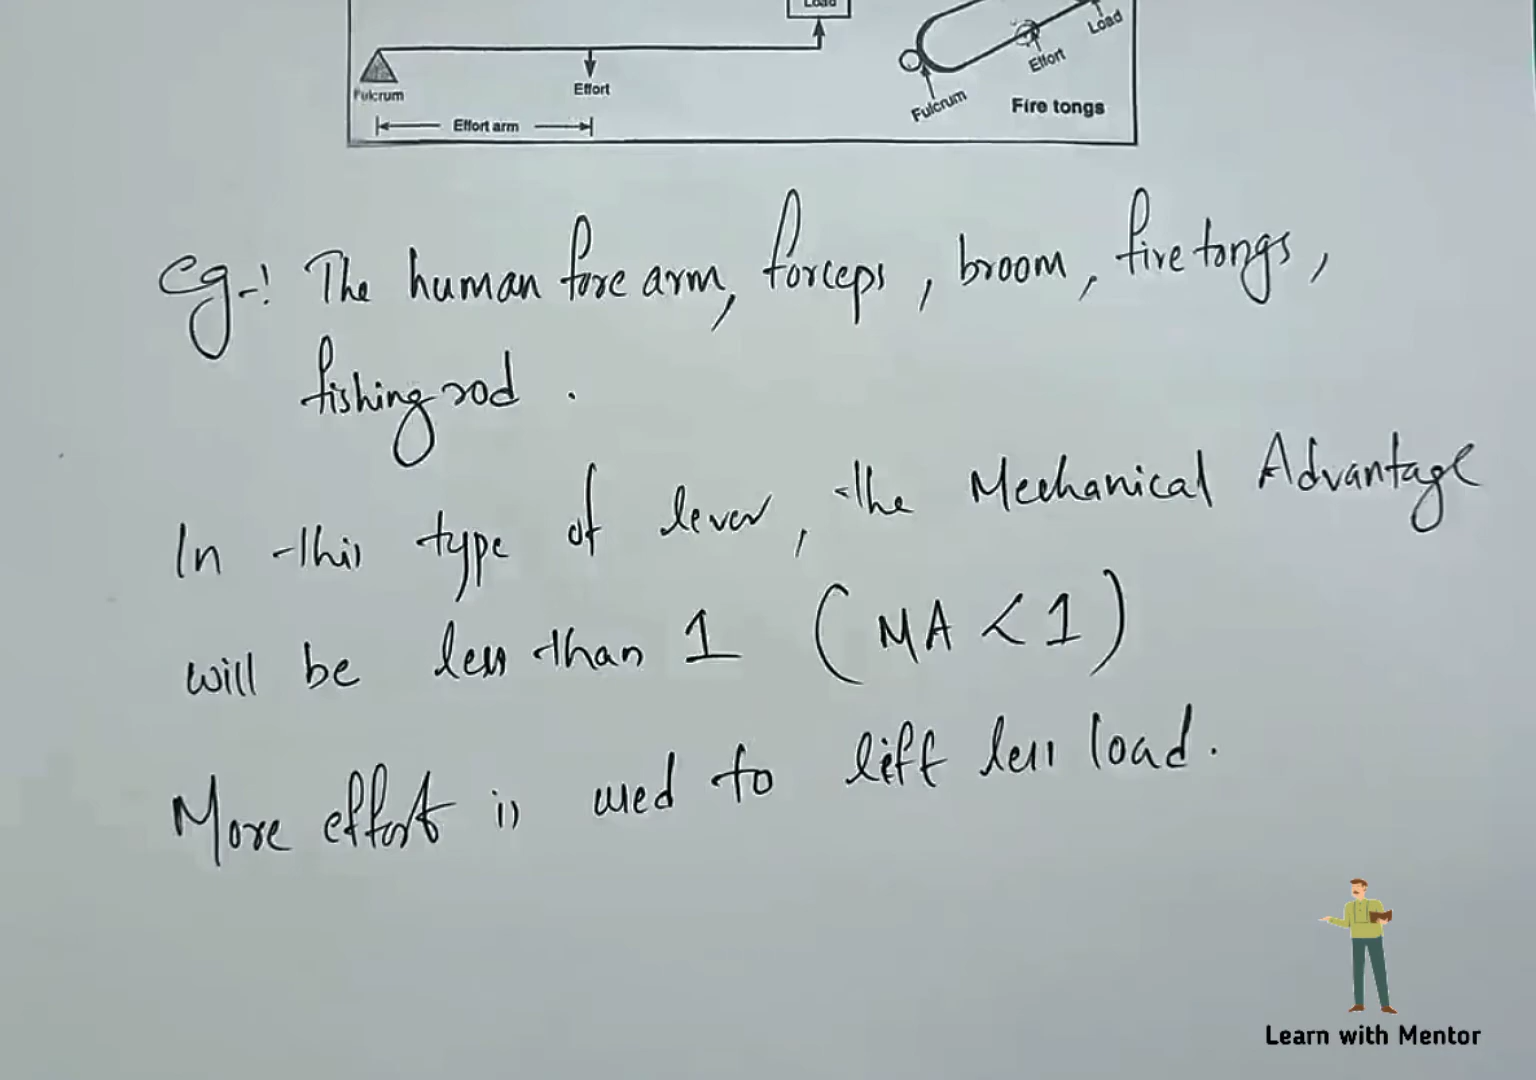 Load
Load
Effort
Fulcrum
Fulcrum
Effort
Effort arm
Fire tongs
eg-: The human fore arm, forceps, broom, fire tongs,
fishing rod.
In this type of lever, the Mechanical Advantage
will be less than 1 (MA < 1)
More effort is used to lift less load.
Learn with Mentor